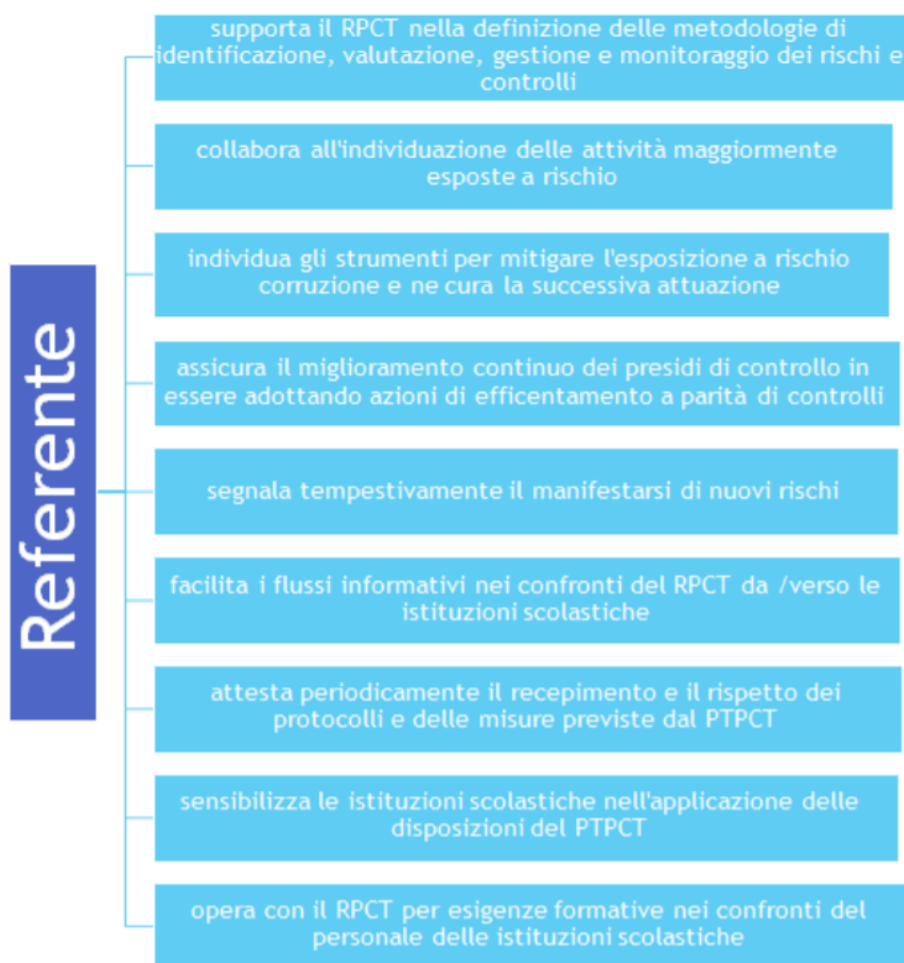 Referente
supporta il RPCT nella definizione delle metodologie di
identificazione, valutazione, gestione e monitoraggio dei rischi e
controlli
collabora all'individuazione delle attività maggiormente
esposte a rischio
individua gli strumenti per mitigare l'esposizione a rischio
corruzione e ne cura la successiva attuazione
assicura il miglioramento continuo dei presidi di controllo in
essere adottando azioni di efficentamento a parità di controlli
segnala tempestivamente il manifestarsi di nuovi rischi
facilita i flussi informativi nei confronti del RPCT da /verso le
istituzioni scolastiche
attesta periodicamente il recepimento e il rispetto dei
protocolli e delle misure previste dal PTPCT
sensibilizza le istituzioni scolastiche nell'applicazione delle
disposizioni del PTPCT
opera con il RPCT per esigenze formative nei confronti del
personale delle istituzioni scolastiche